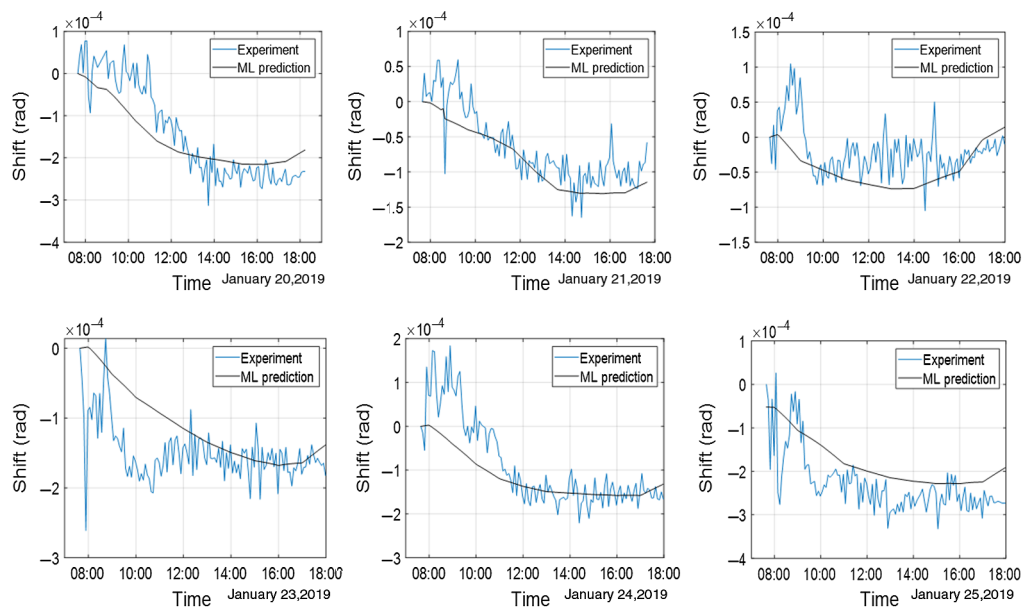 ×10⁻⁴
1
0
−1
−2
−3
−4
Shift (rad)
Experiment
ML prediction
08:00 10:00 12:00 14:00 16:00 18:00
Time January 20,2019
×10⁻⁴
1
0.5
0
−0.5
−1
−1.5
−2
Shift (rad)
Experiment
ML prediction
08:00 10:00 12:00 14:00 16:00 18:00
Time January 21,2019
×10⁻⁴
1.5
1
0.5
0
−0.5
−1
−1.5
Shift (rad)
Experiment
ML prediction
08:00 10:00 12:00 14:00 16:00 18:00
Time January 22,2019
×10⁻⁴
0
−1
−2
−3
Shift (rad)
Experiment
ML prediction
08:00 10:00 12:00 14:00 16:00 18:00
Time January 23,2019
×10⁻⁴
2
1
0
−1
−2
−3
Shift (rad)
Experiment
ML prediction
08:00 10:00 12:00 14:00 16:00 18:00
Time January 24,2019
×10⁻⁴
1
0
−1
−2
−3
−4
Shift (rad)
Experiment
ML prediction
08:00 10:00 12:00 14:00 16:00 18:00
Time January 25,2019